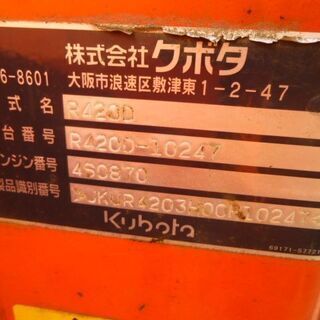 株式会社クボタ
6-8601 大阪市浪速区敷津東1-2-47
式名 R420D
台番号 R420D-10247
ンジン番号 4S0870
製品識別番号
Kubota